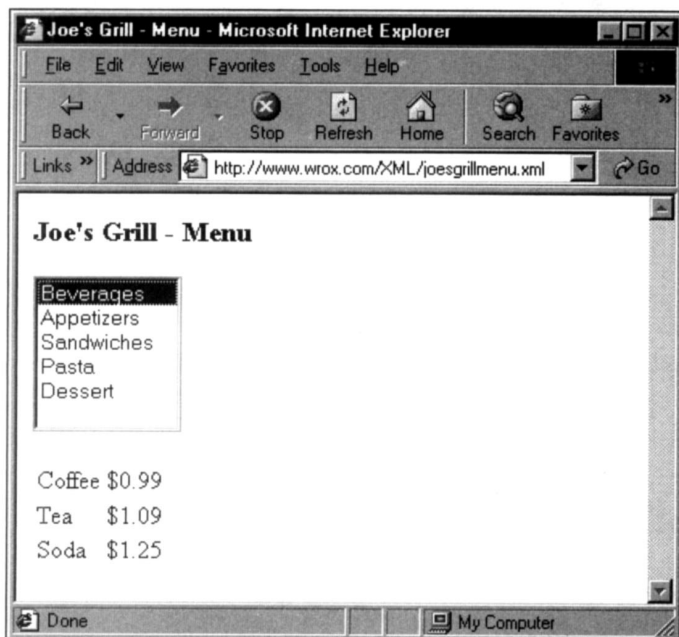 Joe's Grill - Menu - Microsoft Internet Explorer
File Edit View Favorites Tools Help
Back Forward Stop Refresh Home Search Favorites »
Links » Address http://www.wrox.com/XML/joesgrillmenu.xml Go
Joe's Grill - Menu
Beverages
Appetizers
Sandwiches
Pasta
Dessert
Coffee $0.99
Tea $1.09
Soda $1.25
Done My Computer